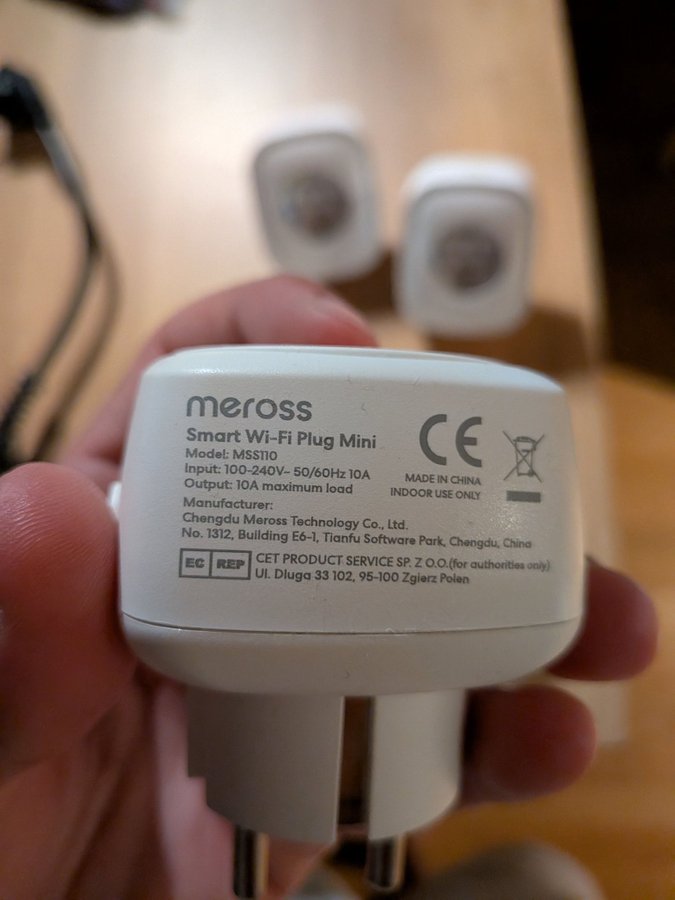 meross
Smart Wi-Fi Plug Mini
Model: MSS110
Input: 100-240V~ 50/60Hz 10A
Output: 10A maximum load
CE
MADE IN CHINA
INDOOR USE ONLY
Manufacturer:
Chengdu Meross Technology Co., Ltd.
No. 1312, Building E6-1, Tianfu Software Park, Chengdu, China
EC REP
CET PRODUCT SERVICE SP. Z O.O.(for authorities only)
Ul. Dluga 33 102, 95-100 Zgierz Polen